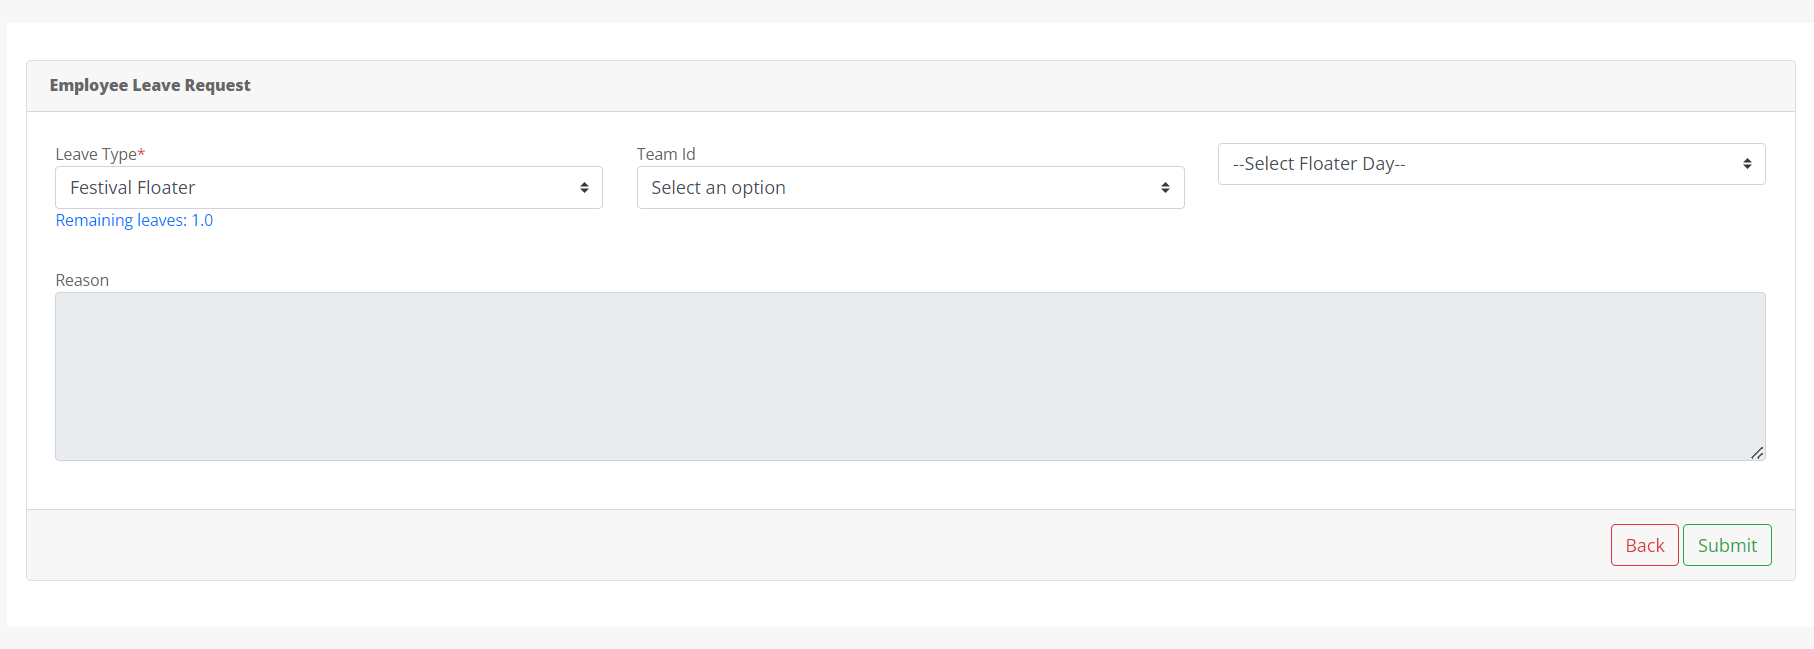 Employee Leave Request
Leave Type*
Team Id
--Select Floater Day--
Festival Floater
Select an option
Remaining leaves: 1.0
Reason
Back
Submit